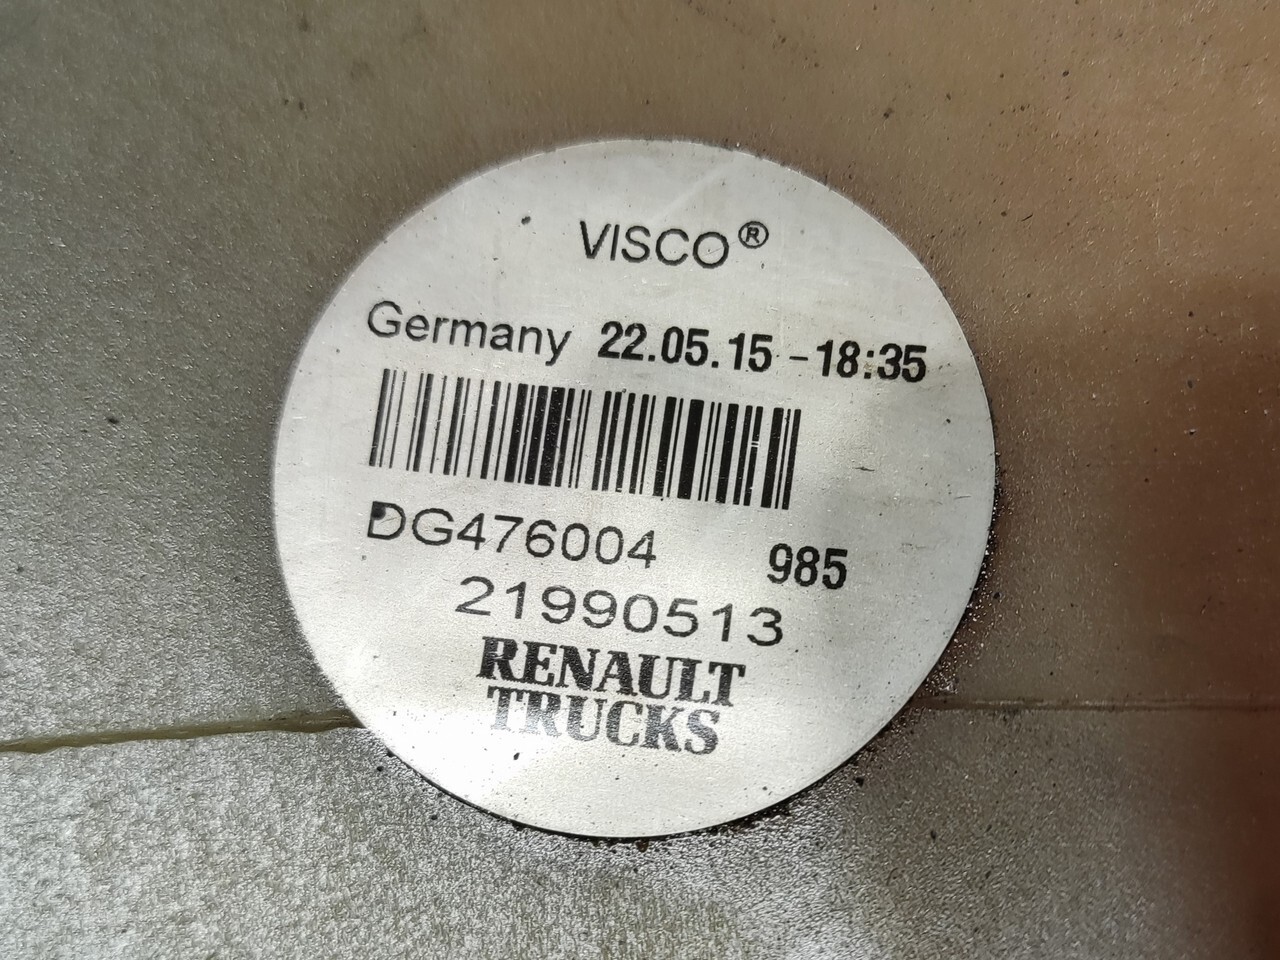 VISCO®
Germany 22.05.15 -18:35
DG476004 985
21990513
RENAULT
TRUCKS